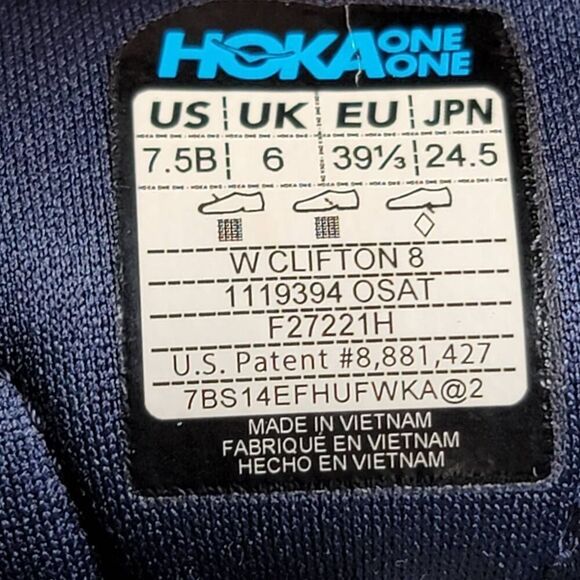 HOKA ONE ONE
US UK EU JPN
7.5B 6 39⅓ 24.5
W CLIFTON 8
1119394 OSAT
F27221H
U.S. Patent #8,881,427
7BS14EFHUFWKA@2
MADE IN VIETNAM
FABRIQUÉ EN VIETNAM
HECHO EN VIETNAM